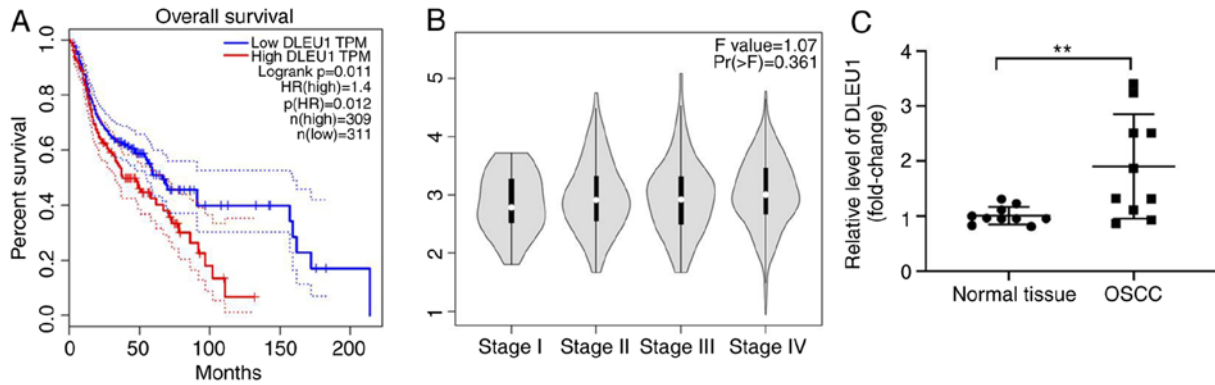 A
Overall survival
Low DLEU1 TPM
High DLEU1 TPM
Logrank p=0.011
HR(high)=1.4
p(HR)=0.012
n(high)=309
n(low)=311
Percent survival
1.0
0.8
0.6
0.4
0.2
0.0
0 50 100 150 200
Months
B
F value=1.07
Pr(>F)=0.361
5
4
3
2
1
Stage I Stage II Stage III Stage IV
C
**
Relative level of DLEU1
(fold-change)
4
3
2
1
0
Normal tissue OSCC